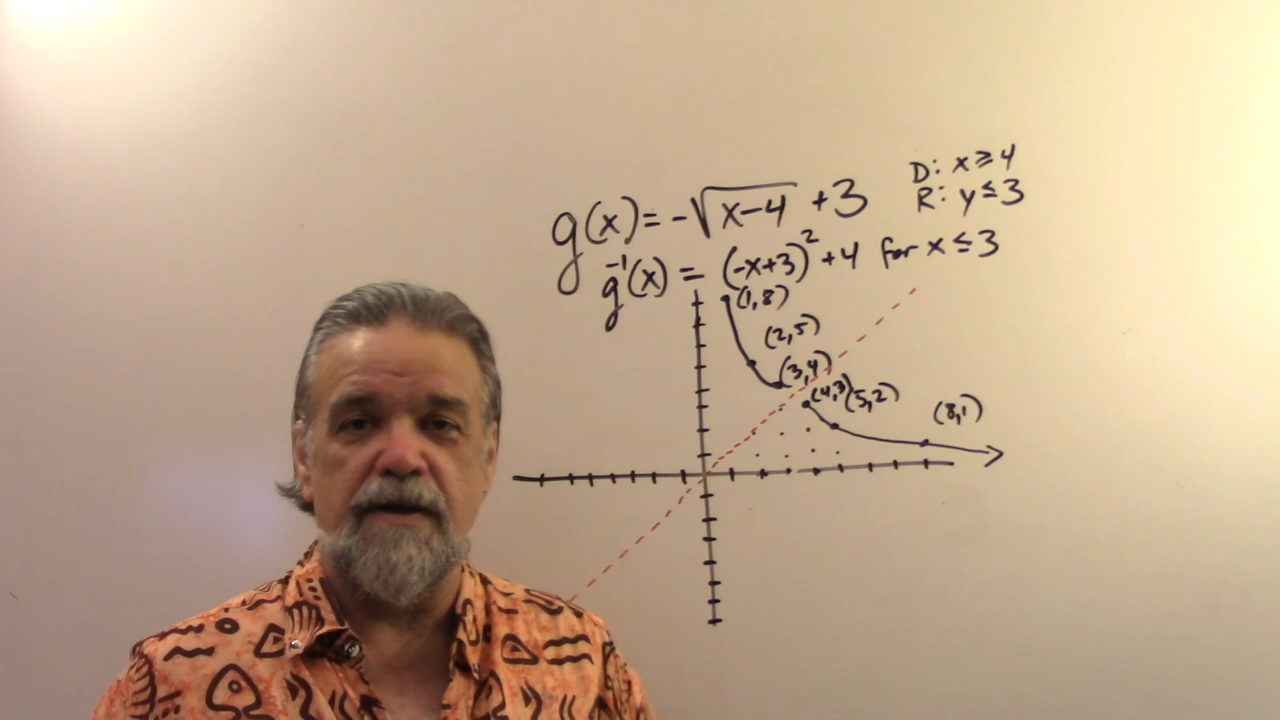 g(x) = -√(x-4) + 3
D: x ≥ 4
R: y ≤ 3
g⁻¹(x) = (-x+3)² + 4 for x ≤ 3
(1,8)
(2,5)
(3,4)
(4,3) (5,2) (8,1)